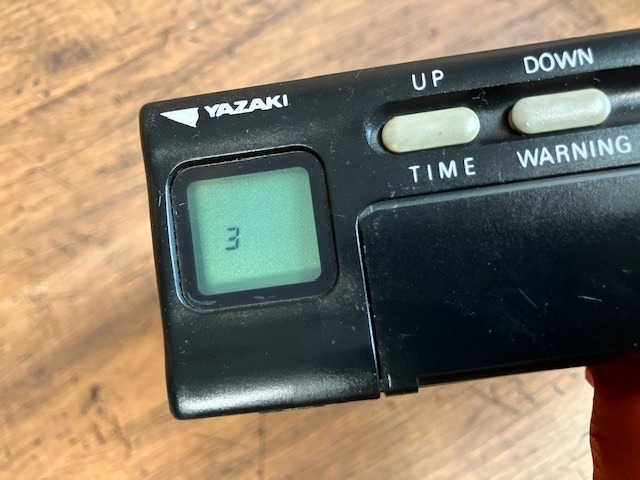 YAZAKI
UP
DOWN
TIME
WARNING
3